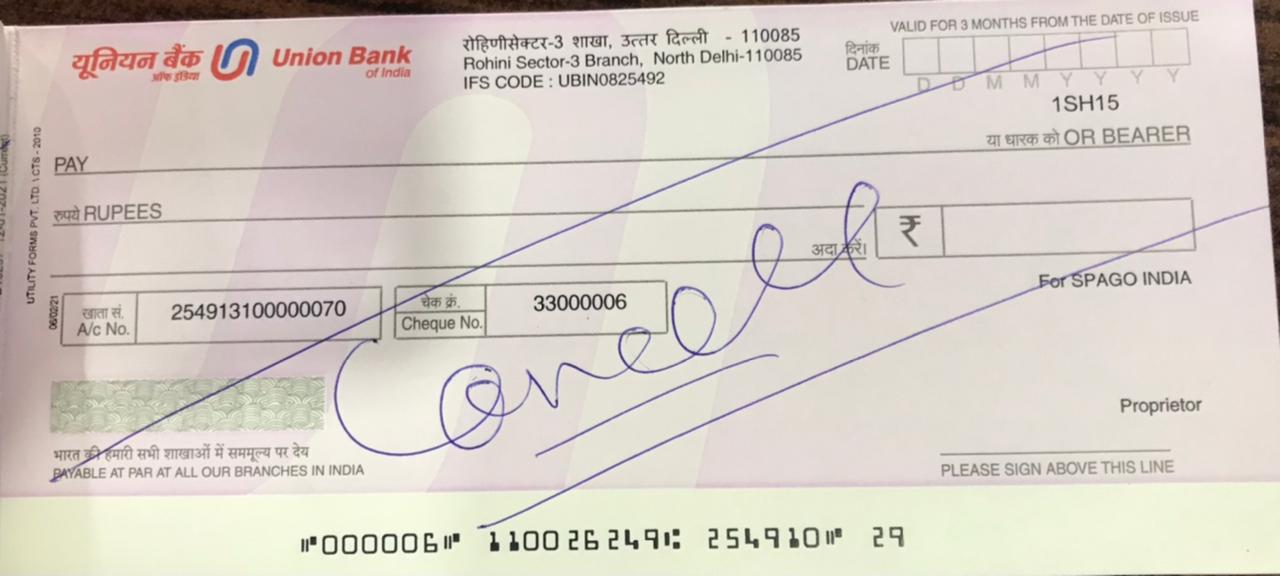 यूनियन बैंक
ऑफ इंडिया
Union Bank
of India
रोहिणीसेक्टर-3 शाखा, उत्तर दिल्ली - 110085
Rohini Sector-3 Branch, North Delhi-110085
IFS CODE : UBIN0825492
VALID FOR 3 MONTHS FROM THE DATE OF ISSUE
दिनांक
DATE
D D M M Y Y Y Y
1SH15
PAY
या धारक को OR BEARER
रुपये RUPEES
अदा करें।
₹
For SPAGO INDIA
खाता सं.
A/c No.
254913100000070
चेक क्रं.
Cheque No.
33000006
Cancel
UTILITY FORMS PVT. LTD. \ CTS - 2010
06/02/21
Proprietor
भारत की हमारी सभी शाखाओं में सममूल्य पर देय
PAYABLE AT PAR AT ALL OUR BRANCHES IN INDIA
PLEASE SIGN ABOVE THIS LINE
⑈000006⑈ 110026249⑆ 254910⑈ 29